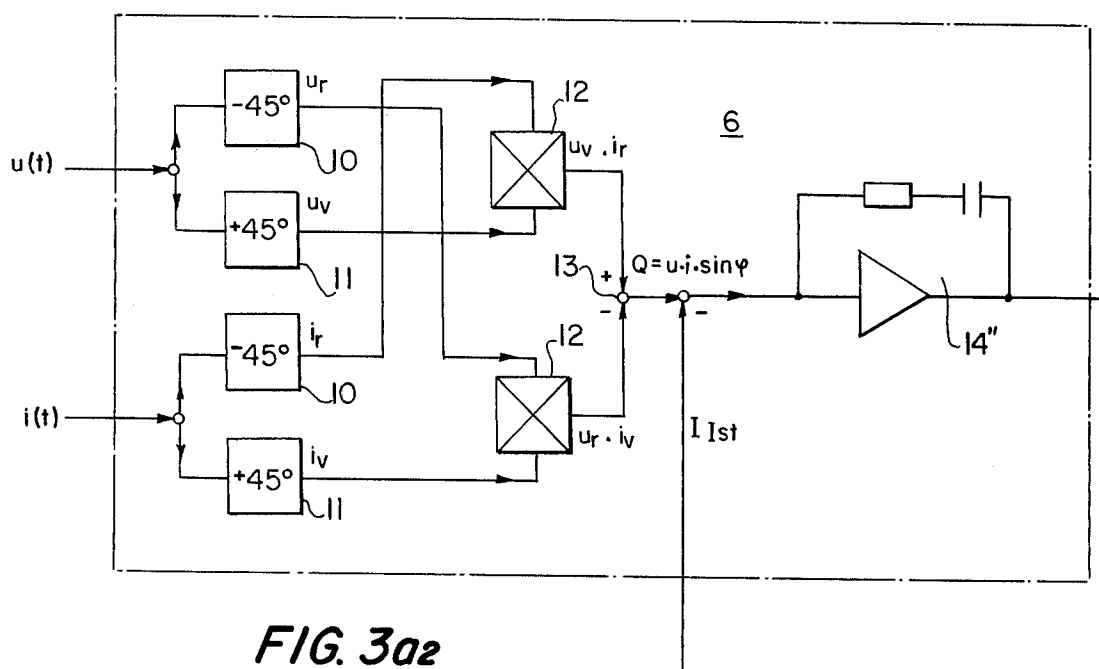 u(t)
-45°
u_r
10
+45°
u_v
11
i(t)
-45°
i_r
10
+45°
i_v
11
12
u_v · i_r
12
u_r · i_v
13
+
-
Q=u·i·sinφ
-
I Ist
6
14"
FIG. 3a2